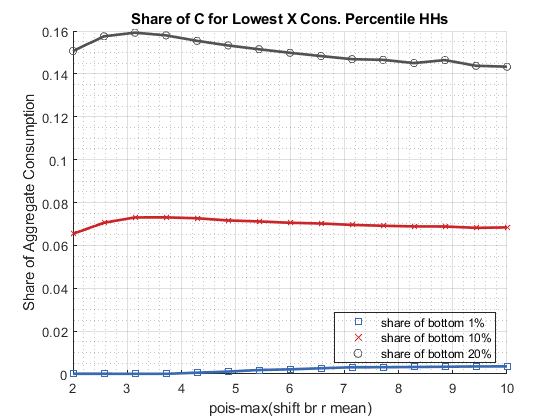 Share of C for Lowest X Cons. Percentile HHs
Share of Aggregate Consumption
0.16
0.14
0.12
0.1
0.08
0.06
0.04
0.02
0
share of bottom 1%
share of bottom 10%
share of bottom 20%
2 3 4 5 6 7 8 9 10
pois-max(shift br r mean)